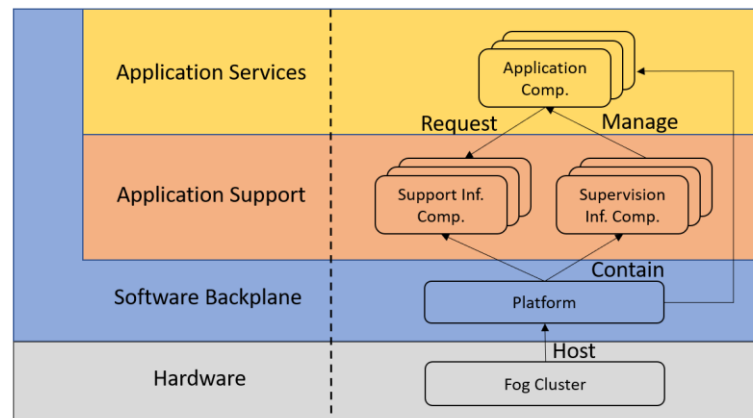 Application Services
Application
Comp.
Request
Manage
Application Support
Support Inf.
Comp.
Supervision
Inf. Comp.
Contain
Software Backplane
Platform
Host
Hardware
Fog Cluster